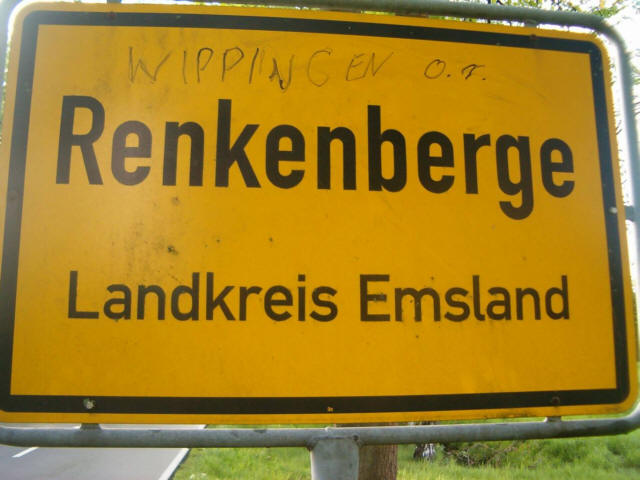 WIPPINGEN O.T.
Renkenberge
Landkreis Emsland